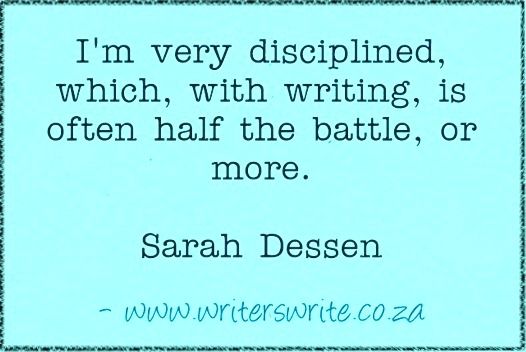 I'm very disciplined,
which, with writing, is
often half the battle, or
more.
Sarah Dessen
- www.writerswrite.co.za